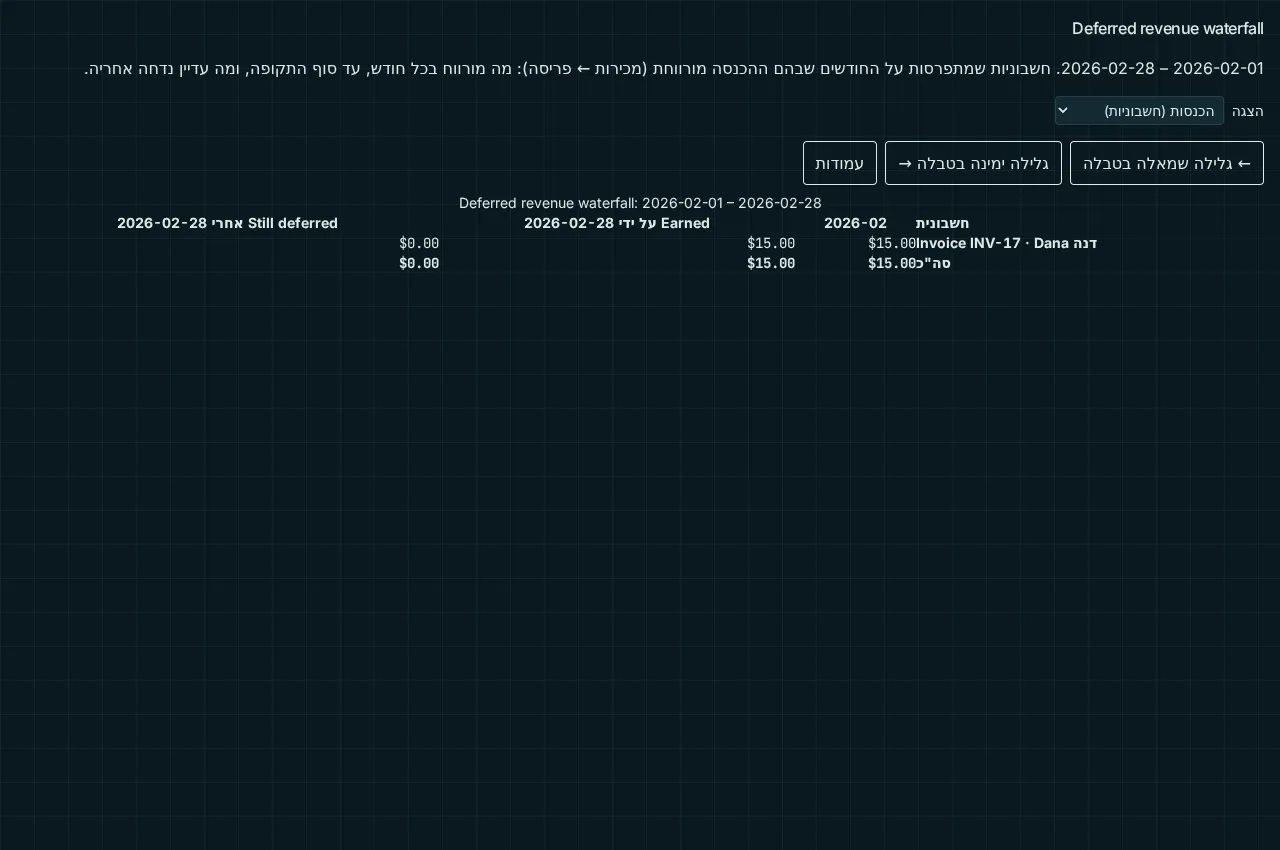 Deferred revenue waterfall
2026-02-01 – 2026-02-28. חשבוניות שמתפרסות על החודשים שבהם ההכנסה מורווחת (מכירות ← פריסה): מה מורווח בכל חודש, עד סוף התקופה, ומה עדיין נדחה אחריה.
הצגה הכנסות (חשבוניות)
← גלילה שמאלה בטבלה גלילה ימינה בטבלה → עמודות
Deferred revenue waterfall: 2026-02-01 – 2026-02-28
חשבונית 2026-02 Earned על ידי 2026-02-28 Still deferred אחרי 2026-02-28
Invoice INV-17 · Dana דנה $15.00 $15.00 $0.00
סה"כ $15.00 $15.00 $0.00